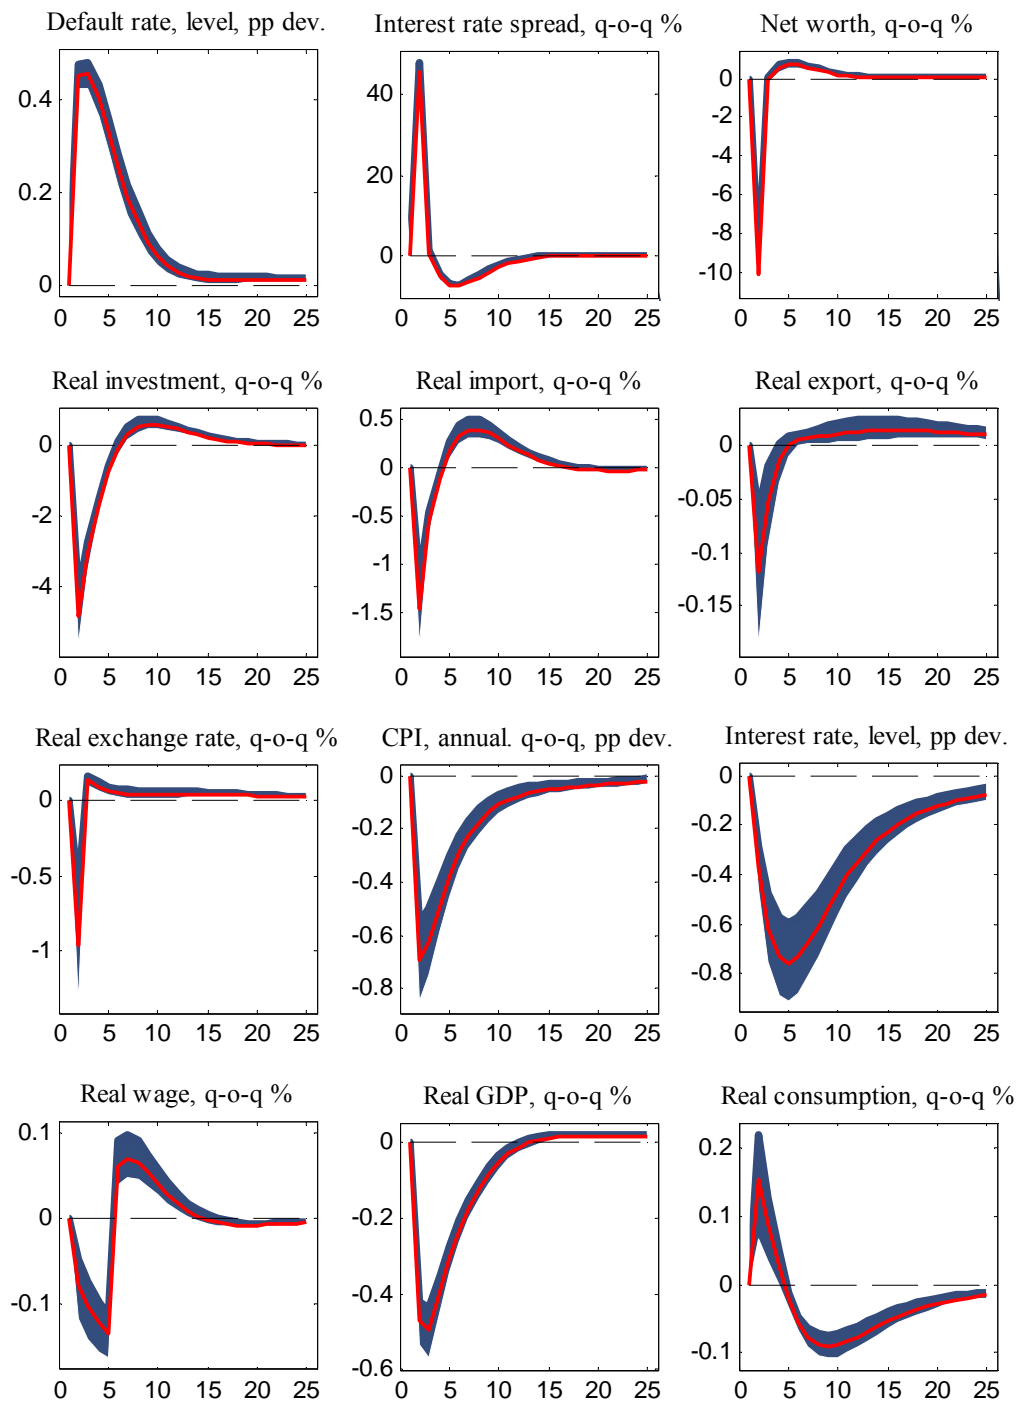 Default rate, level, pp dev.
0.4
0.2
0
0 5 10 15 20 25
Interest rate spread, q-o-q %
40
20
0
0 5 10 15 20 25
Net worth, q-o-q %
0
-2
-4
-6
-8
-10
0 5 10 15 20 25
Real investment, q-o-q %
0
-2
-4
0 5 10 15 20 25
Real import, q-o-q %
0.5
0
-0.5
-1
-1.5
0 5 10 15 20 25
Real export, q-o-q %
0
-0.05
-0.1
-0.15
0 5 10 15 20 25
Real exchange rate, q-o-q %
0
-0.5
-1
0 5 10 15 20 25
CPI, annual. q-o-q, pp dev.
0
-0.2
-0.4
-0.6
-0.8
0 5 10 15 20 25
Interest rate, level, pp dev.
0
-0.2
-0.4
-0.6
-0.8
0 5 10 15 20 25
Real wage, q-o-q %
0.1
0
-0.1
0 5 10 15 20 25
Real GDP, q-o-q %
0
-0.2
-0.4
-0.6
0 5 10 15 20 25
Real consumption, q-o-q %
0.2
0.1
0
-0.1
0 5 10 15 20 25